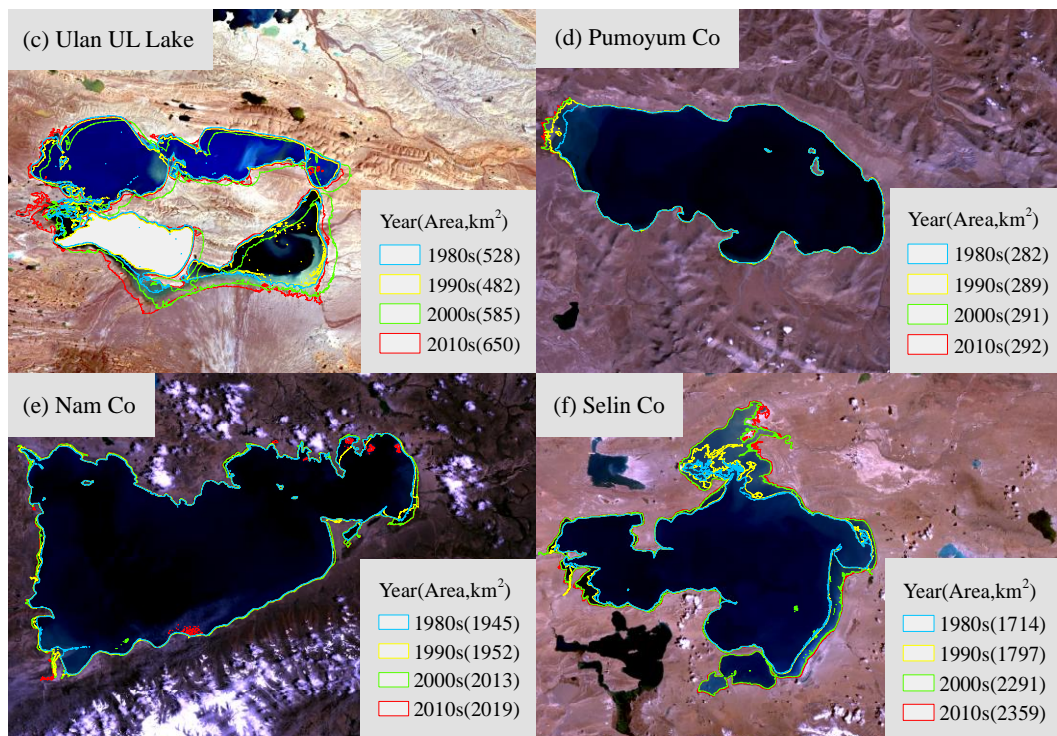 (c) Ulan UL Lake
Year(Area,km²)
1980s(528)
1990s(482)
2000s(585)
2010s(650)
(d) Pumoyum Co
Year(Area,km²)
1980s(282)
1990s(289)
2000s(291)
2010s(292)
(e) Nam Co
Year(Area,km²)
1980s(1945)
1990s(1952)
2000s(2013)
2010s(2019)
(f) Selin Co
Year(Area,km²)
1980s(1714)
1990s(1797)
2000s(2291)
2010s(2359)